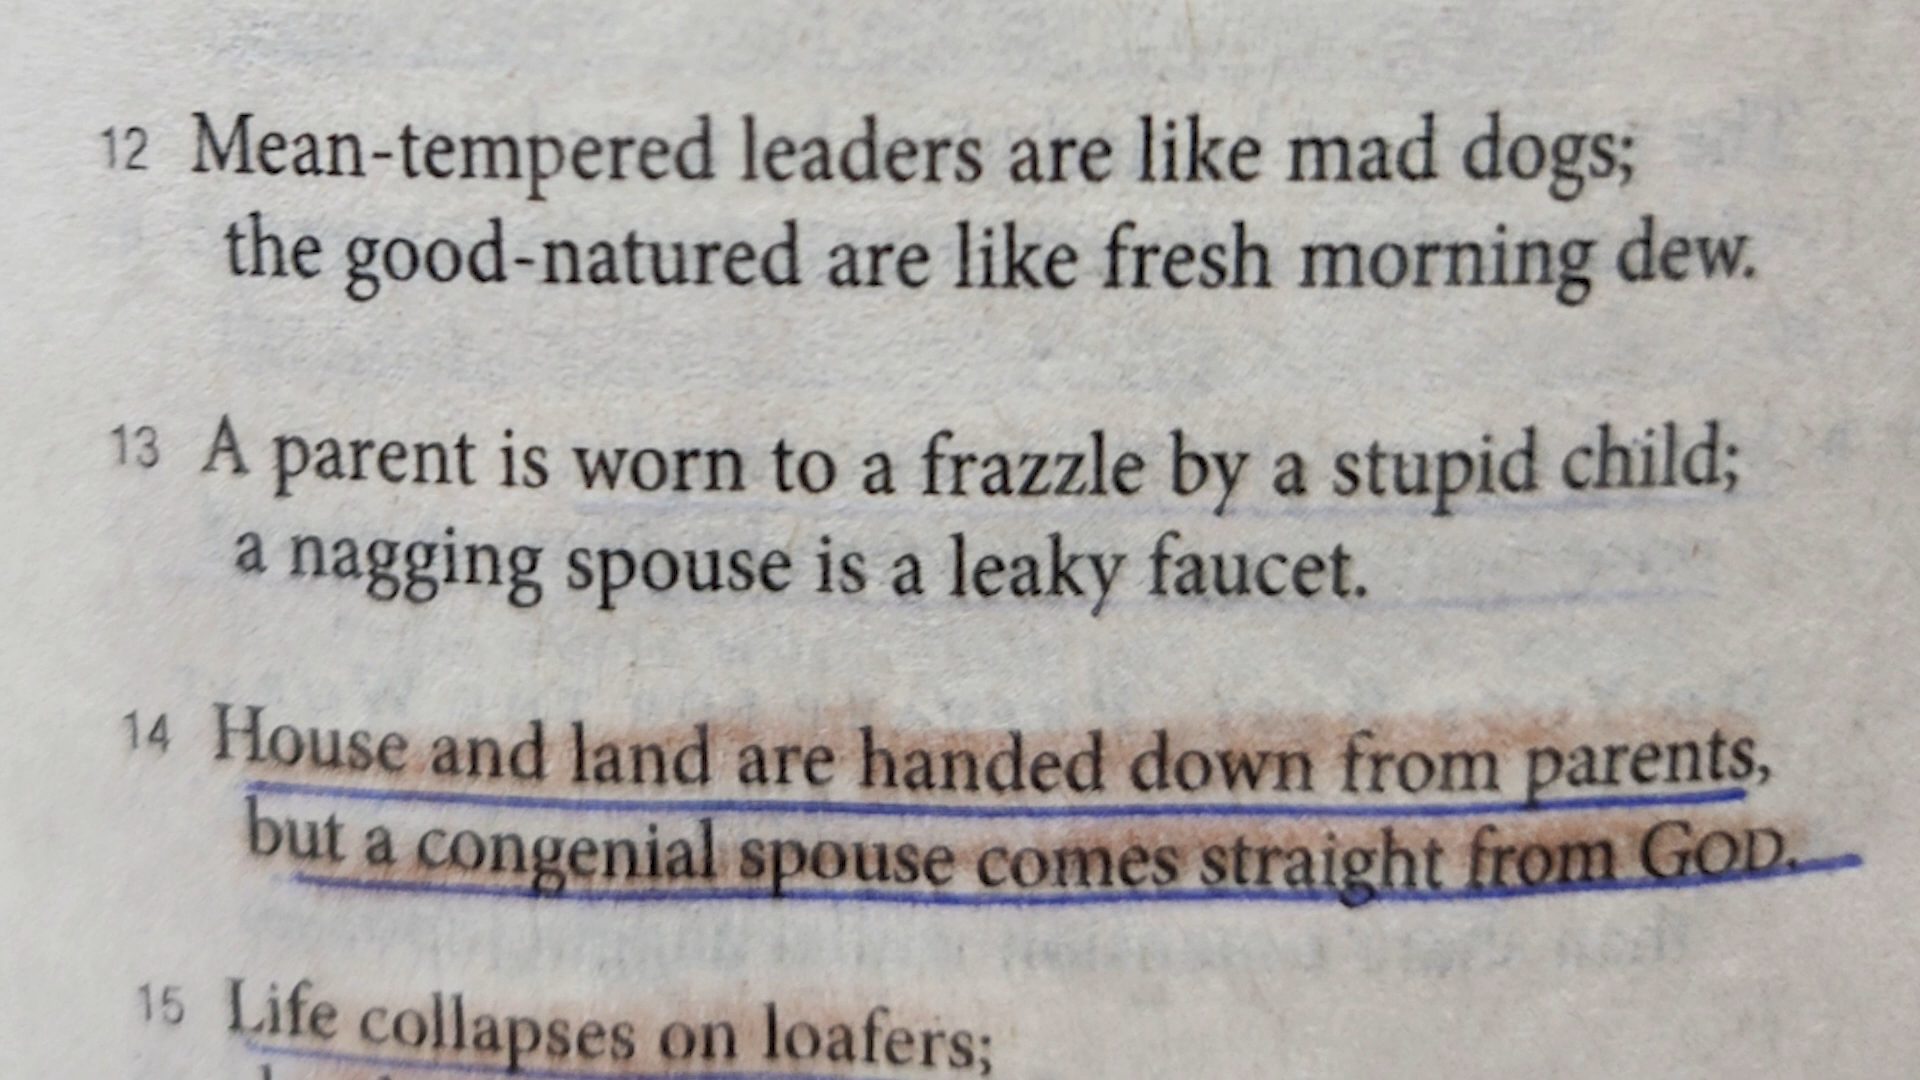 12 Mean-tempered leaders are like mad dogs;
the good-natured are like fresh morning dew.
13 A parent is worn to a frazzle by a stupid child;
a nagging spouse is a leaky faucet.
14 House and land are handed down from parents,
but a congenial spouse comes straight from GOD.
15 Life collapses on loafers;